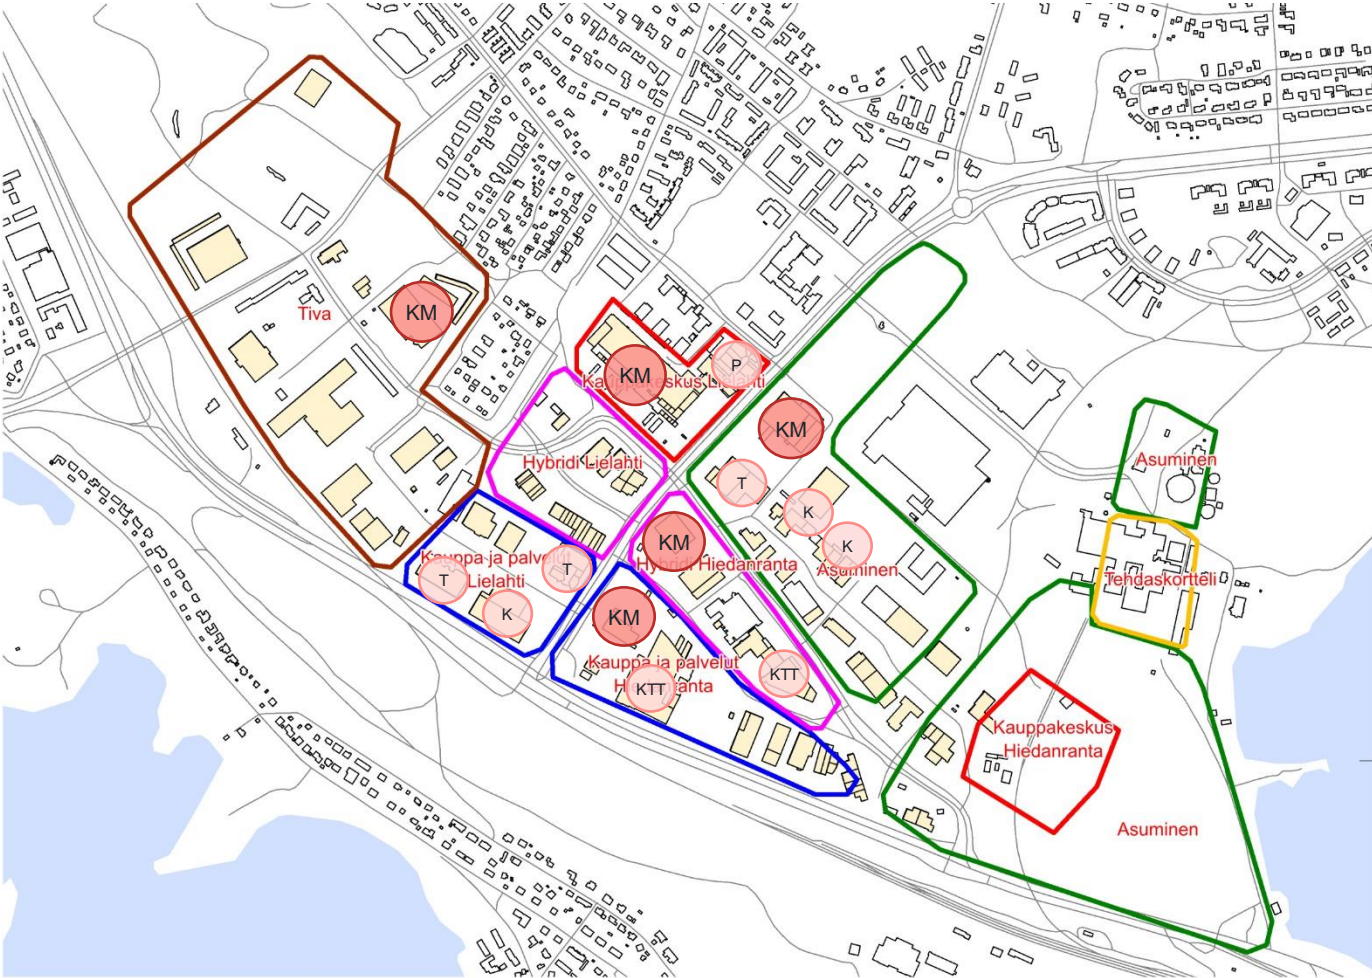 Tiva
KM
KM
Kauppakeskus Lielahti
P
KM
Hybridi Lielahti
T
K
K
Asuminen
KM
Hybridi Hiedanranta
KTT
Kauppa ja palvelut
Lielahti
T
T
K
KM
Kauppa ja palvelut
Hiedanranta
KTT
Asuminen
Tehdaskortteli
Kauppakeskus
Hiedanranta
Asuminen